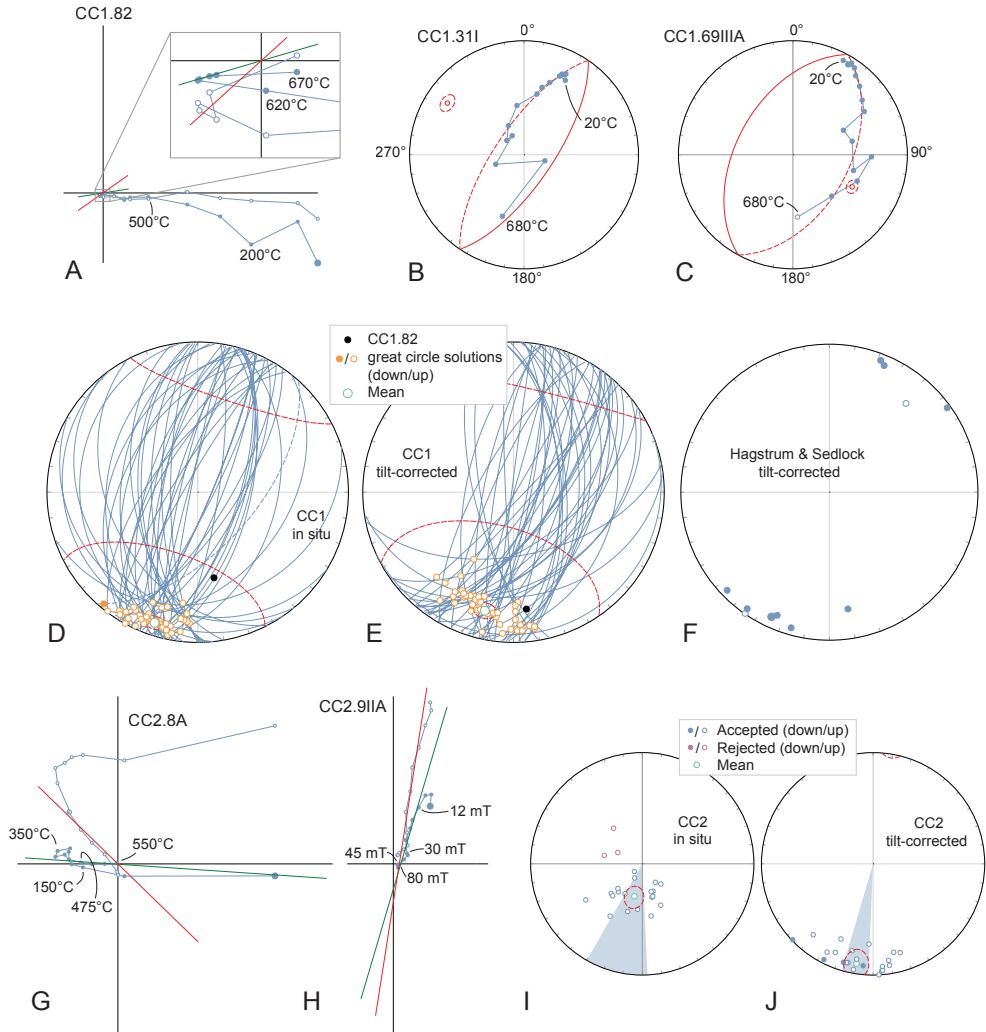 CC1.82
670°C
620°C
500°C
200°C
A
CC1.31I
0°
270°
20°C
680°C
180°
B
CC1.69IIIA
0°
20°C
90°
680°C
180°
C
CC1.82
great circle solutions
(down/up)
Mean
CC1
in situ
D
CC1
tilt-corrected
E
Hagstrum & Sedlock
tilt-corrected
F
CC2.8A
350°C
550°C
150°C
475°C
G
CC2.9IIA
12 mT
45 mT
30 mT
80 mT
H
Accepted (down/up)
Rejected (down/up)
Mean
CC2
in situ
I
CC2
tilt-corrected
J